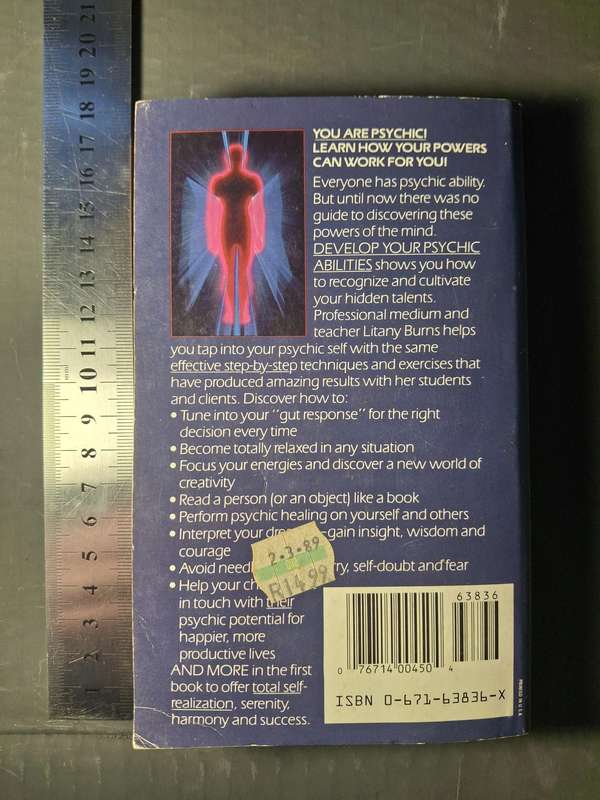 YOU ARE PSYCHIC!
LEARN HOW YOUR POWERS
CAN WORK FOR YOU!
Everyone has psychic ability.
But until now there was no
guide to discovering these
powers of the mind.
DEVELOP YOUR PSYCHIC
ABILITIES shows you how
to recognize and cultivate
your hidden talents.
Professional medium and
teacher Litany Burns helps
you tap into your psychic self with the same
effective step-by-step techniques and exercises that
have produced amazing results with her students
and clients. Discover how to:
• Tune into your "gut response" for the right
decision every time
• Become totally relaxed in any situation
• Focus your energies and discover a new world of
creativity
• Read a person (or an object) like a book
• Perform psychic healing on yourself and others
• Interpret your gain insight, wisdom and
courage
• Avoid self-doubt and fear
• Help your
in touch with their
psychic potential for
happier, more
productive lives
AND MORE in the first
book to offer total self-
realization, serenity,
harmony and success.
2.3.89
R14.99
63836
0 76714 00450 4
ISBN 0-671-63836-X
PRINTED IN U.S.A.
1 2 3 4 5 6 7 8 9 10 11 12 13 14 15 16 17 18 19 20 21
mm